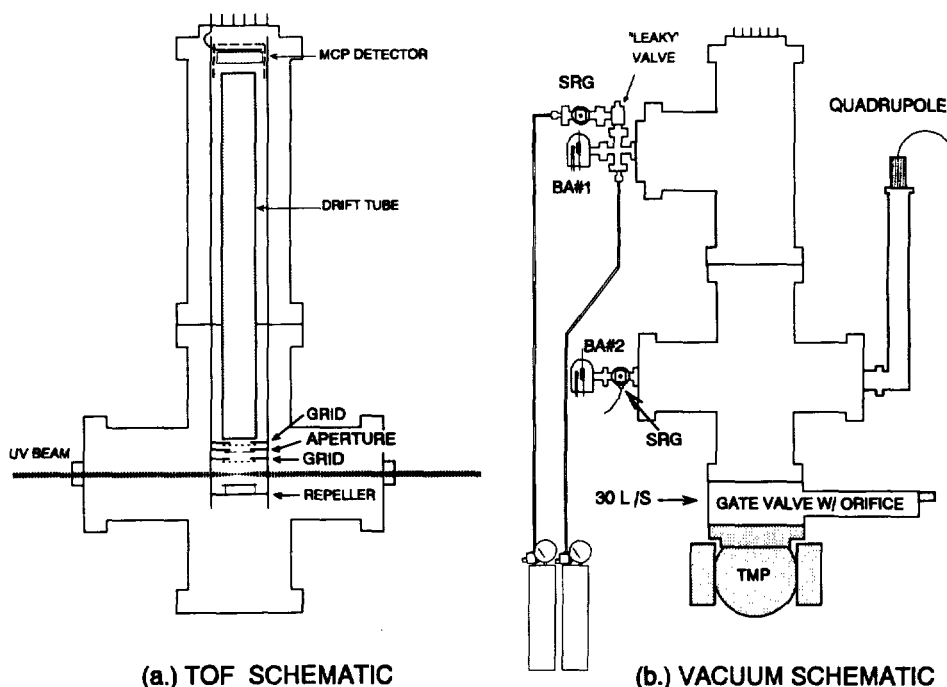 MCP DETECTOR
DRIFT TUBE
GRID
APERTURE
GRID
UV BEAM
REPELLER
(a.) TOF SCHEMATIC
'LEAKY'
VALVE
SRG
QUADRUPOLE
BA#1
BA#2
SRG
30 L/S
GATE VALVE W/ ORIFICE
TMP
(b.) VACUUM SCHEMATIC